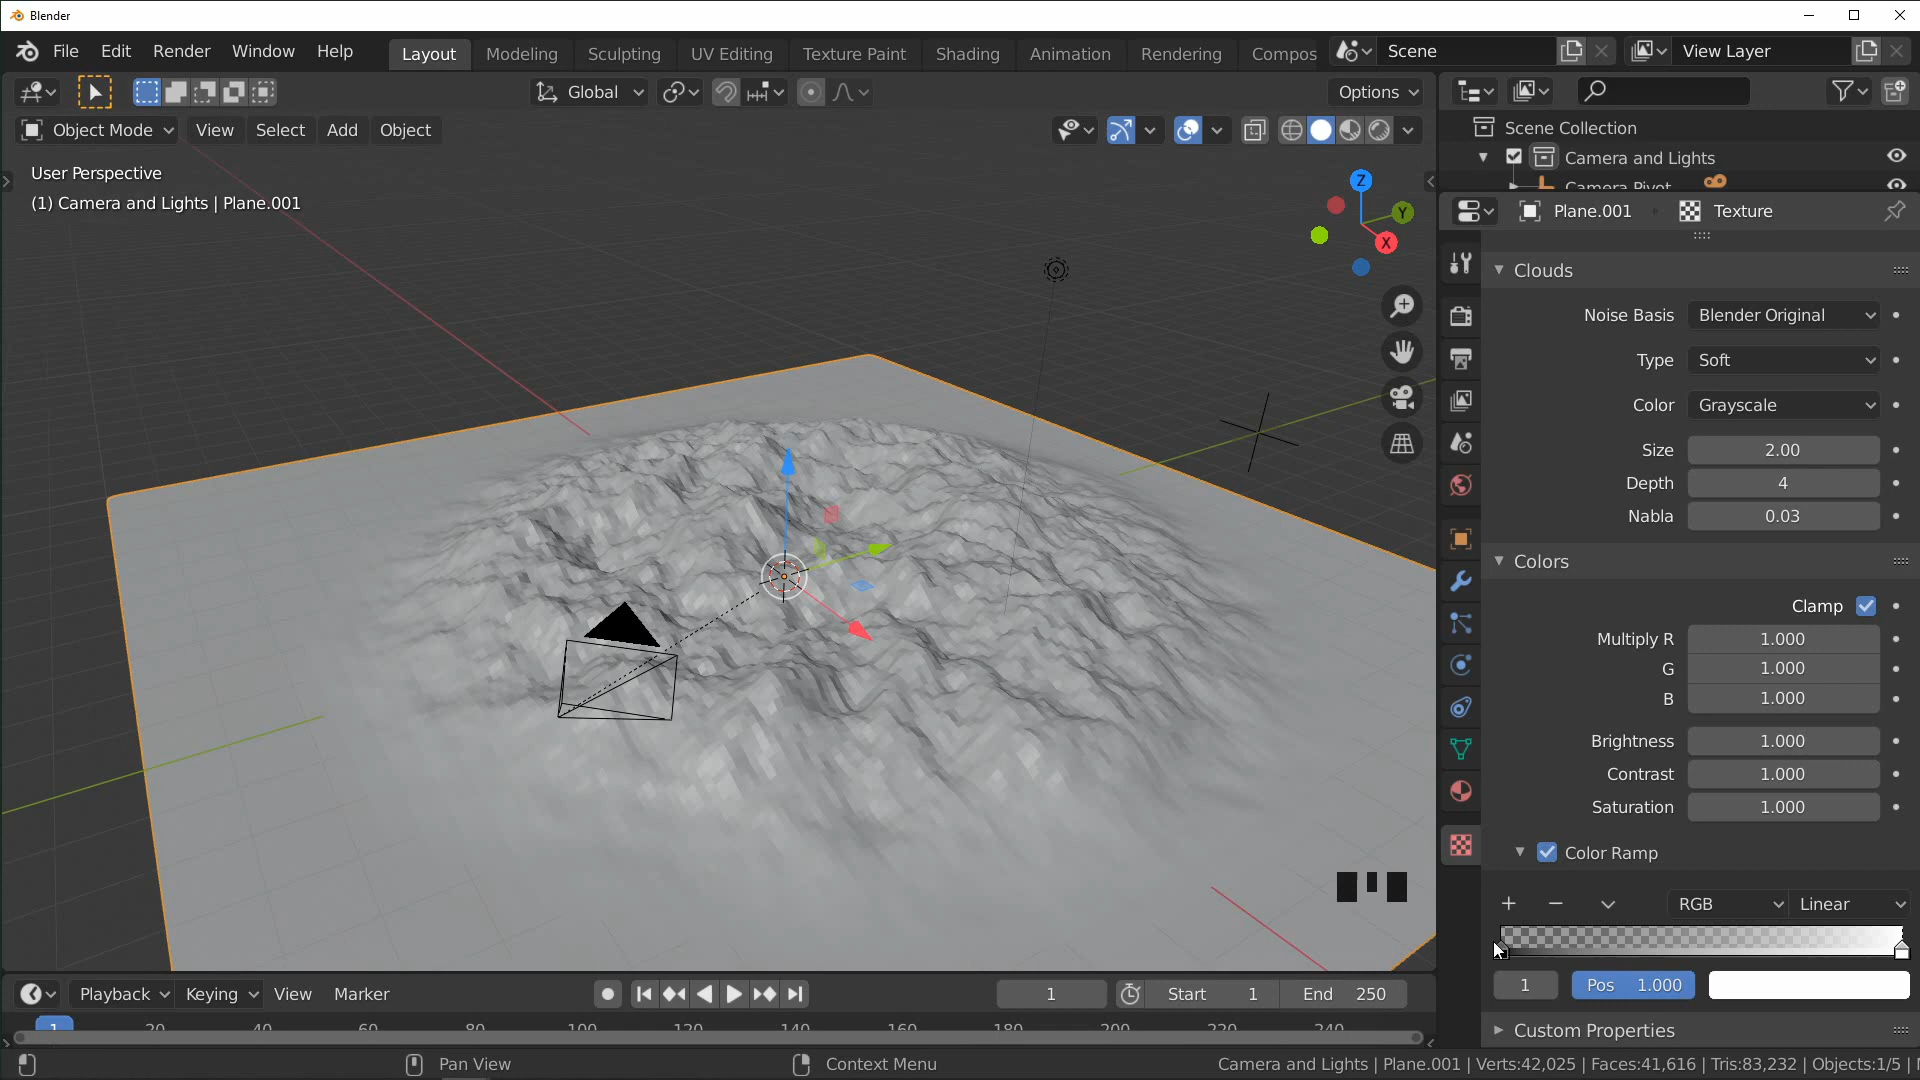 Blender
File Edit Render Window Help Layout Modeling Sculpting UV Editing Texture Paint Shading Animation Rendering Compos Scene View Layer
Global Options
Object Mode View Select Add Object
Scene Collection
Camera and Lights
Camera Pivot
User Perspective
(1) Camera and Lights | Plane.001
Z
Y
X
Plane.001 Texture
Clouds
Noise Basis Blender Original
Type Soft
Color Grayscale
Size 2.00
Depth 4
Nabla 0.03
Colors
Clamp
Multiply R 1.000
G 1.000
B 1.000
Brightness 1.000
Contrast 1.000
Saturation 1.000
Color Ramp
RGB Linear
1 Pos 1.000
Custom Properties
Playback Keying View Marker 1 Start 1 End 250
1 20 40 60 80 100 120 140 160 180 200 220 240
Pan View Context Menu Camera and Lights | Plane.001 | Verts:42,025 | Faces:41,616 | Tris:83,232 | Objects:1/5 |